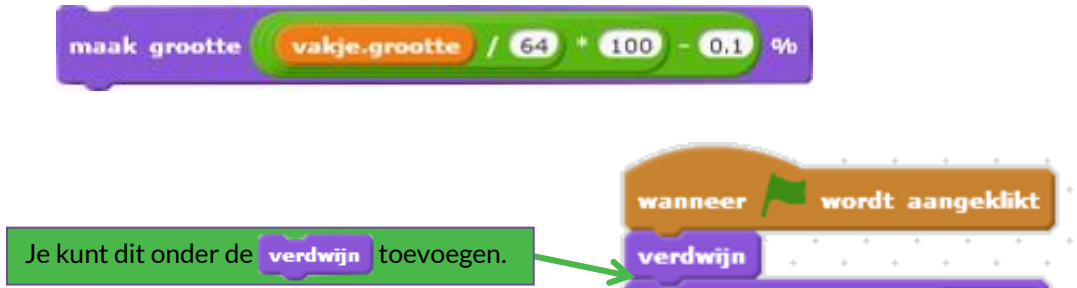 maak grootte vakje.grootte / 64 * 100 - 0.1 %
wanneer wordt aangeklikt
Je kunt dit onder de verdwijn toevoegen.
verdwijn